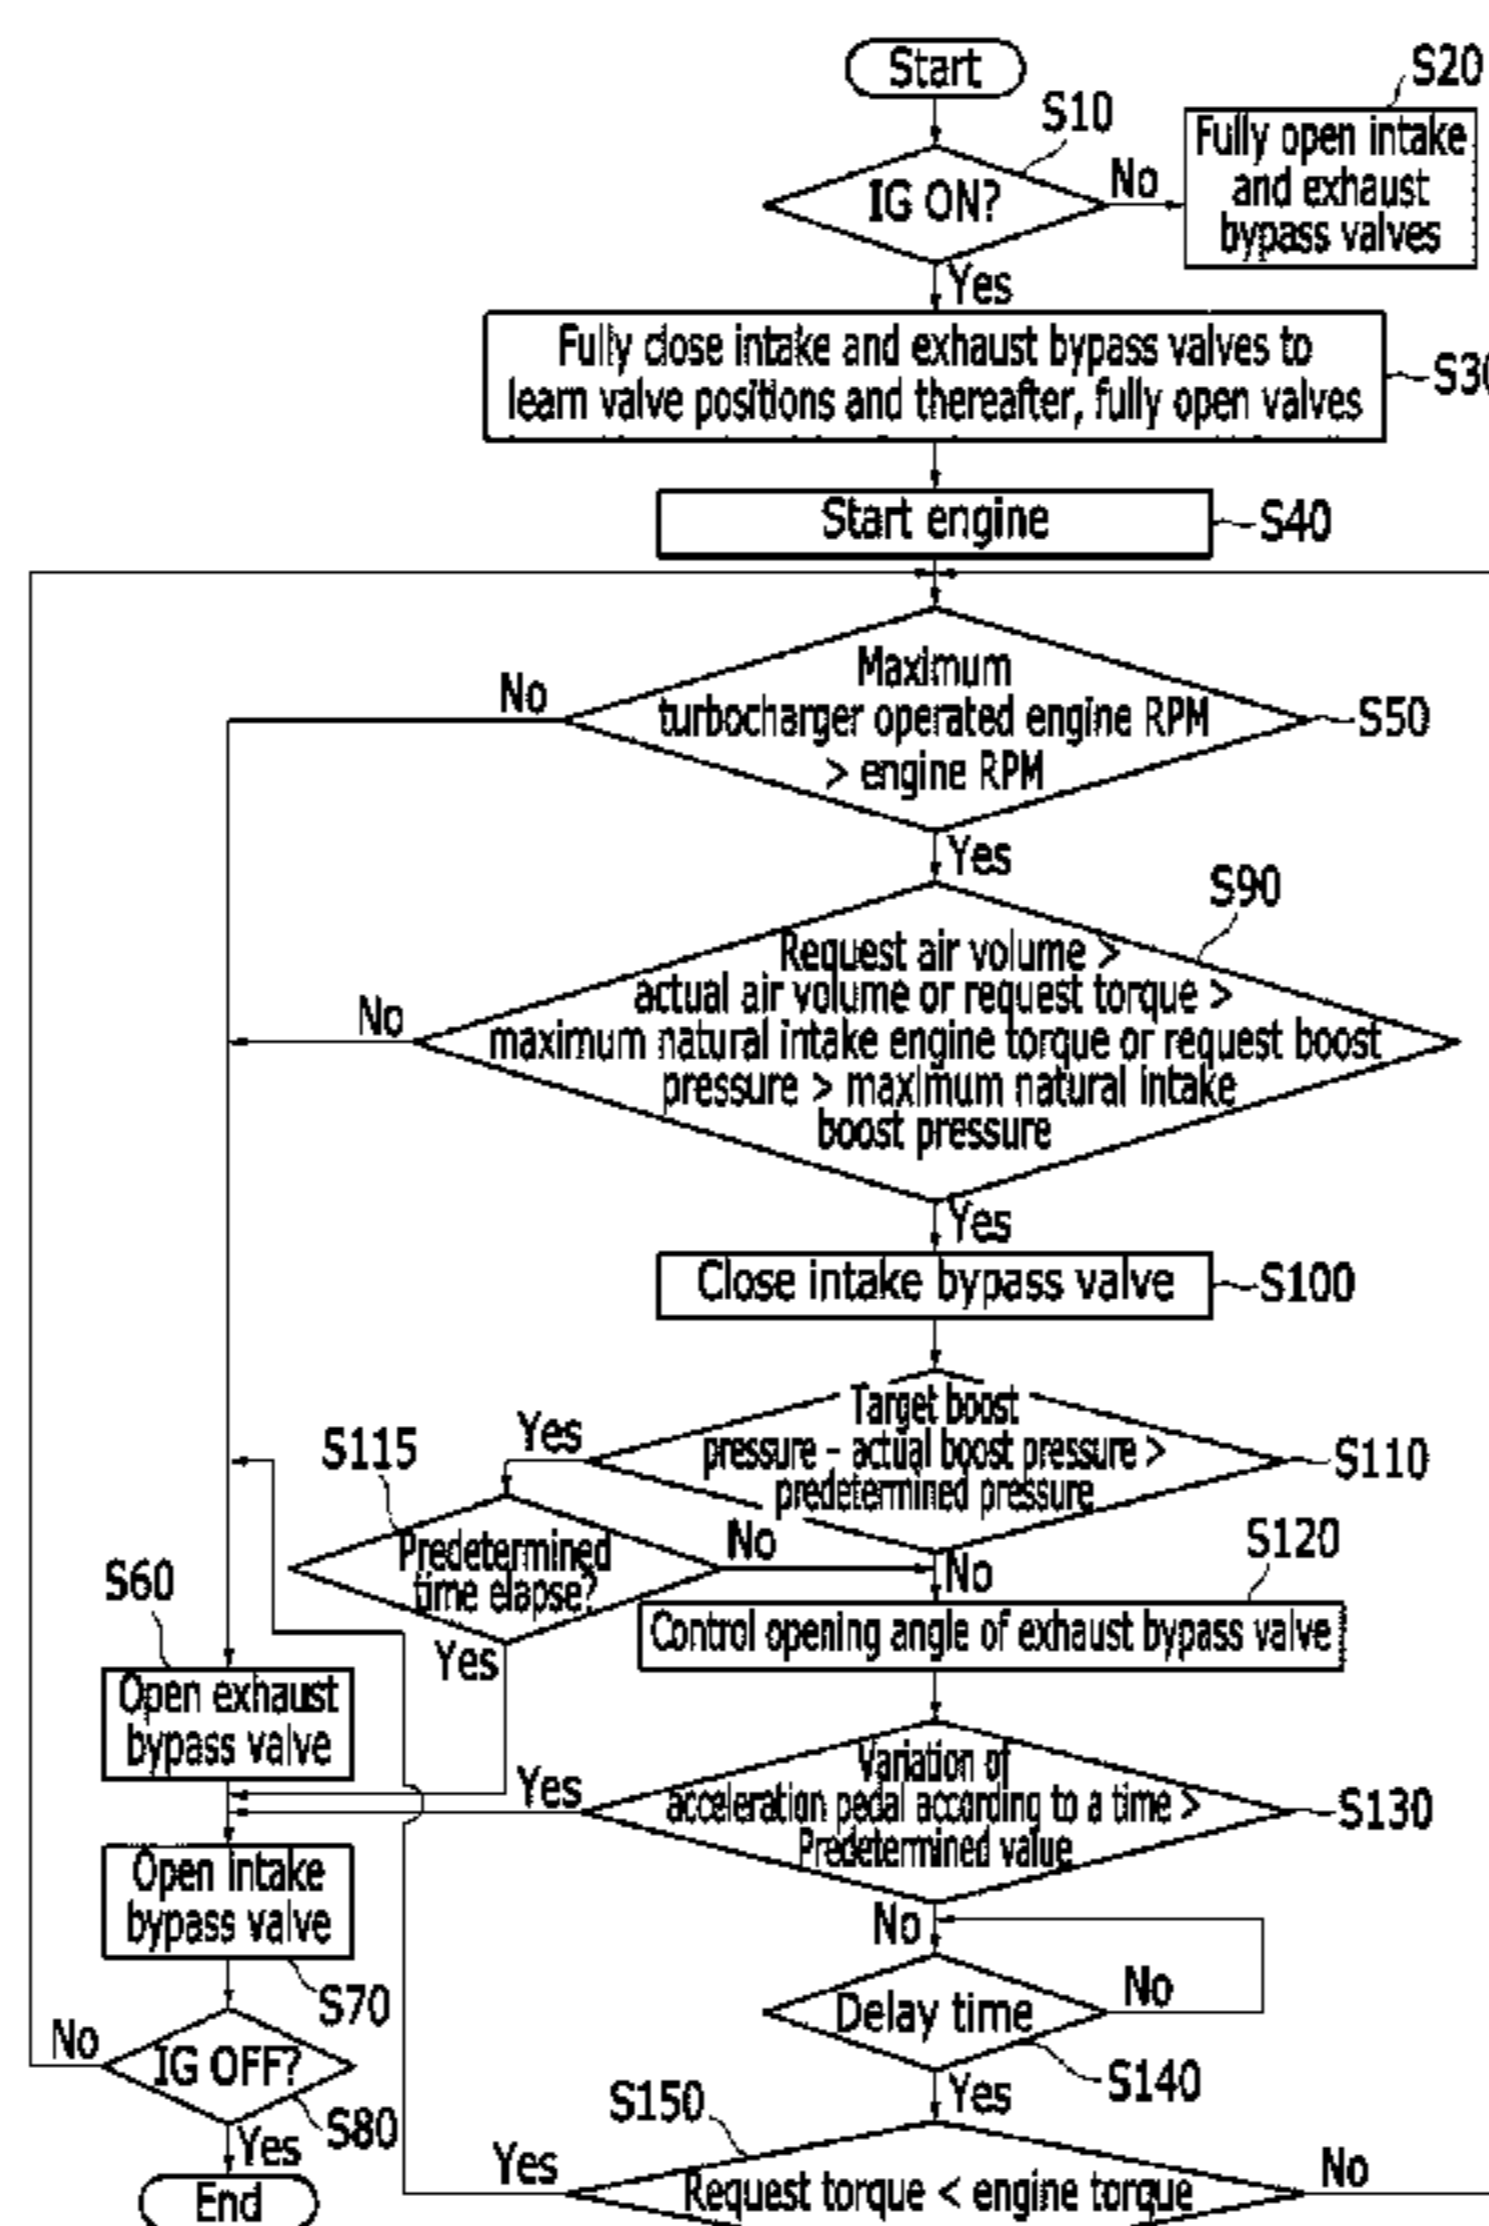 Start
S10
S20
IG ON?
No
Fully open intake
and exhaust
bypass valves
Yes
Fully close intake and exhaust bypass valves to
learn valve positions and thereafter, fully open valves
S30
Start engine
S40
Maximum
turbocharger operated engine RPM
> engine RPM
No
S50
Yes
S90
Request air volume >
actual air volume or request torque >
maximum natural intake engine torque or request boost
pressure > maximum natural intake
boost pressure
No
Yes
Close intake bypass valve
S100
Target boost
pressure - actual boost pressure >
predetermined pressure
Yes
S110
S115
Predetermined
time elapse?
No
No
S120
Yes
Control opening angle of exhaust bypass valve
S60
Open exhaust
bypass valve
Variation of
acceleration pedal according to a time >
Predetermined value
Yes
S130
Open intake
bypass valve
S70
No
Delay time
No
S140
Yes
IG OFF?
No
S80
Yes
End
S150
Request torque < engine torque
Yes
No